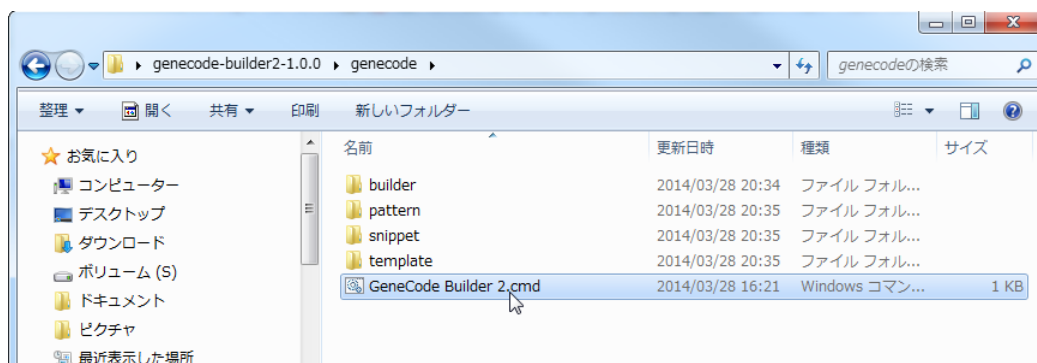 genecode-builder2-1.0.0 genecode genecodeの検索
整理 開く 共有 印刷 新しいフォルダー
お気に入り
コンピューター
デスクトップ
ダウンロード
ボリューム (S)
ドキュメント
ピクチャ
最近表示した場所
名前 更新日時 種類 サイズ
builder 2014/03/28 20:34 ファイル フォル...
pattern 2014/03/28 20:35 ファイル フォル...
snippet 2014/03/28 20:35 ファイル フォル...
template 2014/03/28 20:35 ファイル フォル...
GeneCode Builder 2.cmd 2014/03/28 16:21 Windows コマン... 1 KB